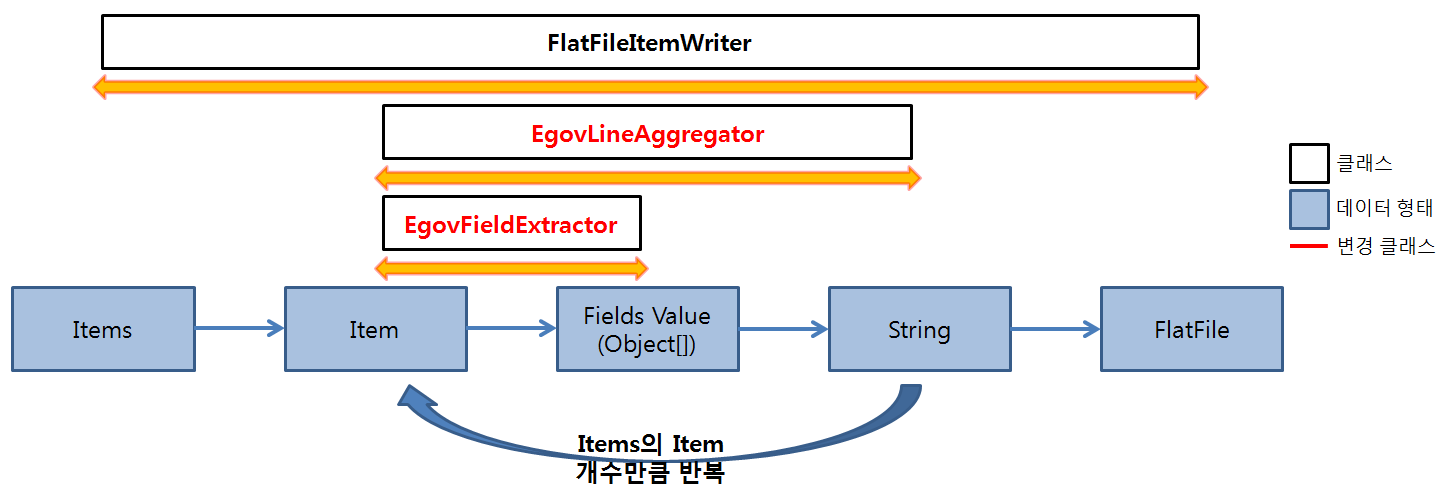 FlatFileItemWriter
EgovLineAggregator
EgovFieldExtractor
클래스
데이터 형태
변경 클래스
Items
Item
Fields Value
(Object[])
String
FlatFile
Items의 Item
개수만큼 반복